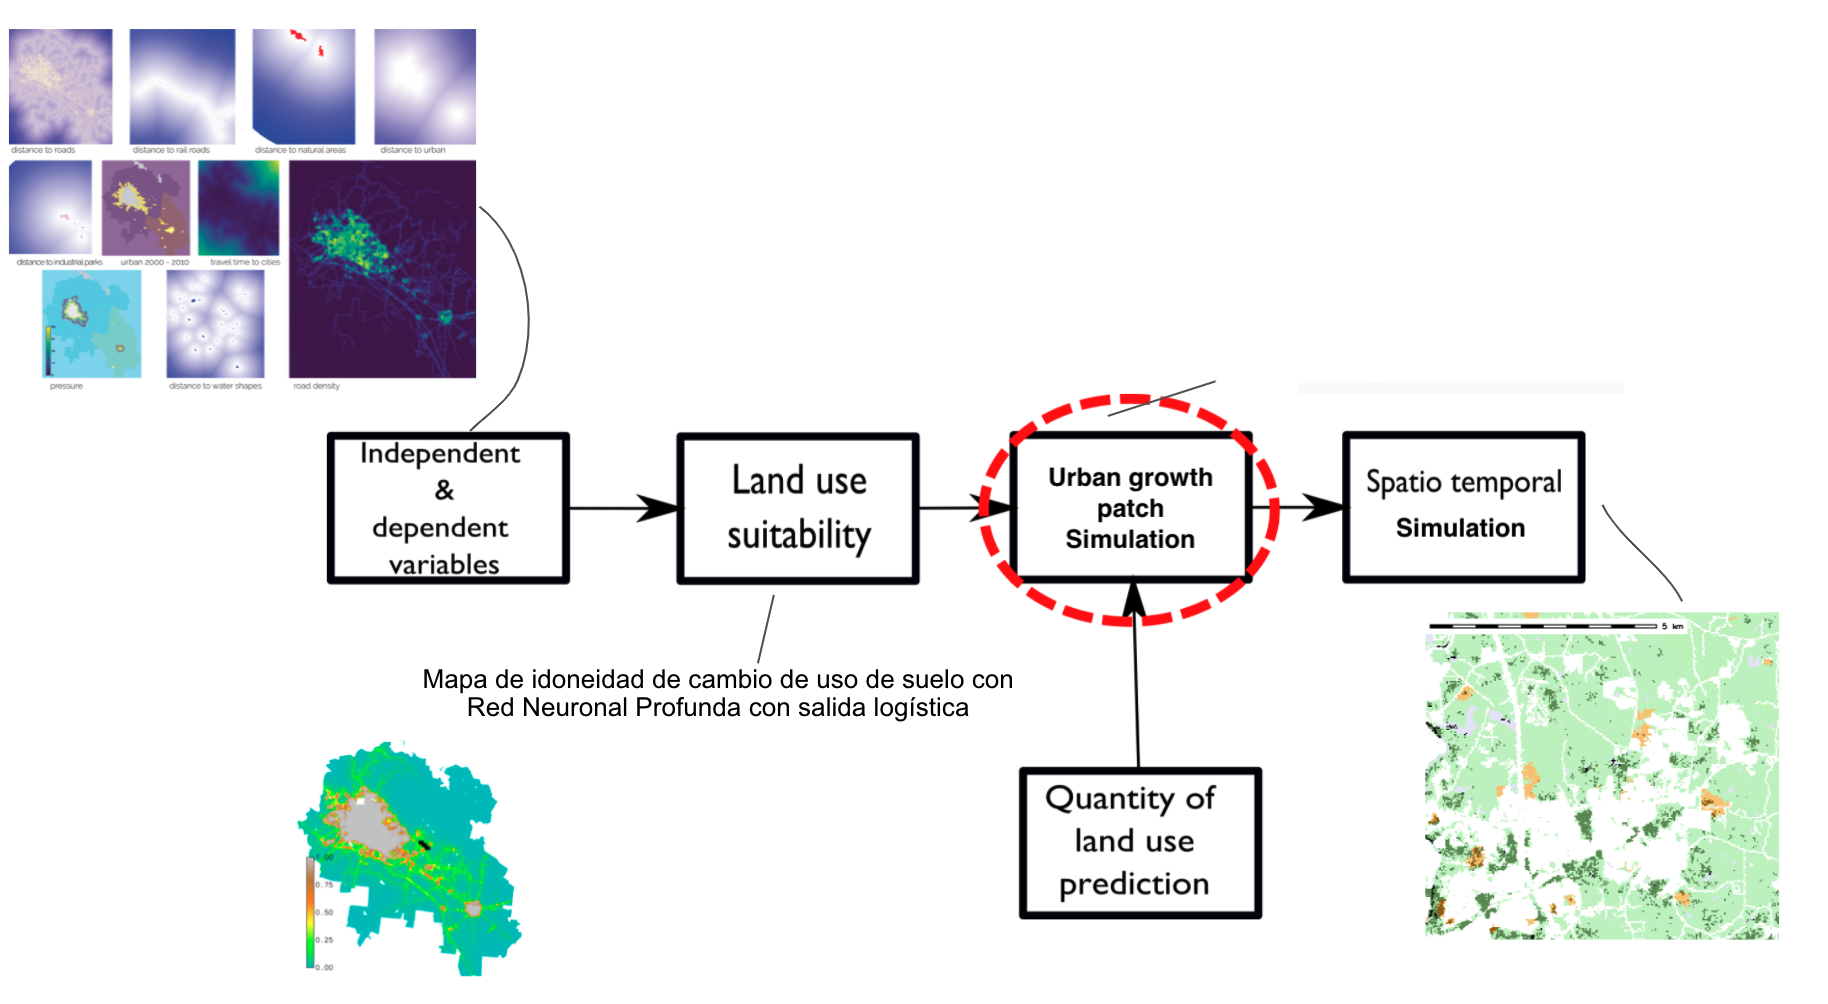 distance to roads
distance to rail roads
distance to natural areas
distance to urban
distance to industrial parks
urban 2000 - 2010
travel time to cities
pressure
distance to water shapes
road density
Independent
&
dependent
variables
Land use
suitability
Urban growth
patch
Simulation
Spatio temporal
Simulation
Mapa de idoneidad de cambio de uso de suelo con
Red Neuronal Profunda con salida logística
Quantity of
land use
prediction
1.00
0.75
0.50
0.25
0.00
5 km